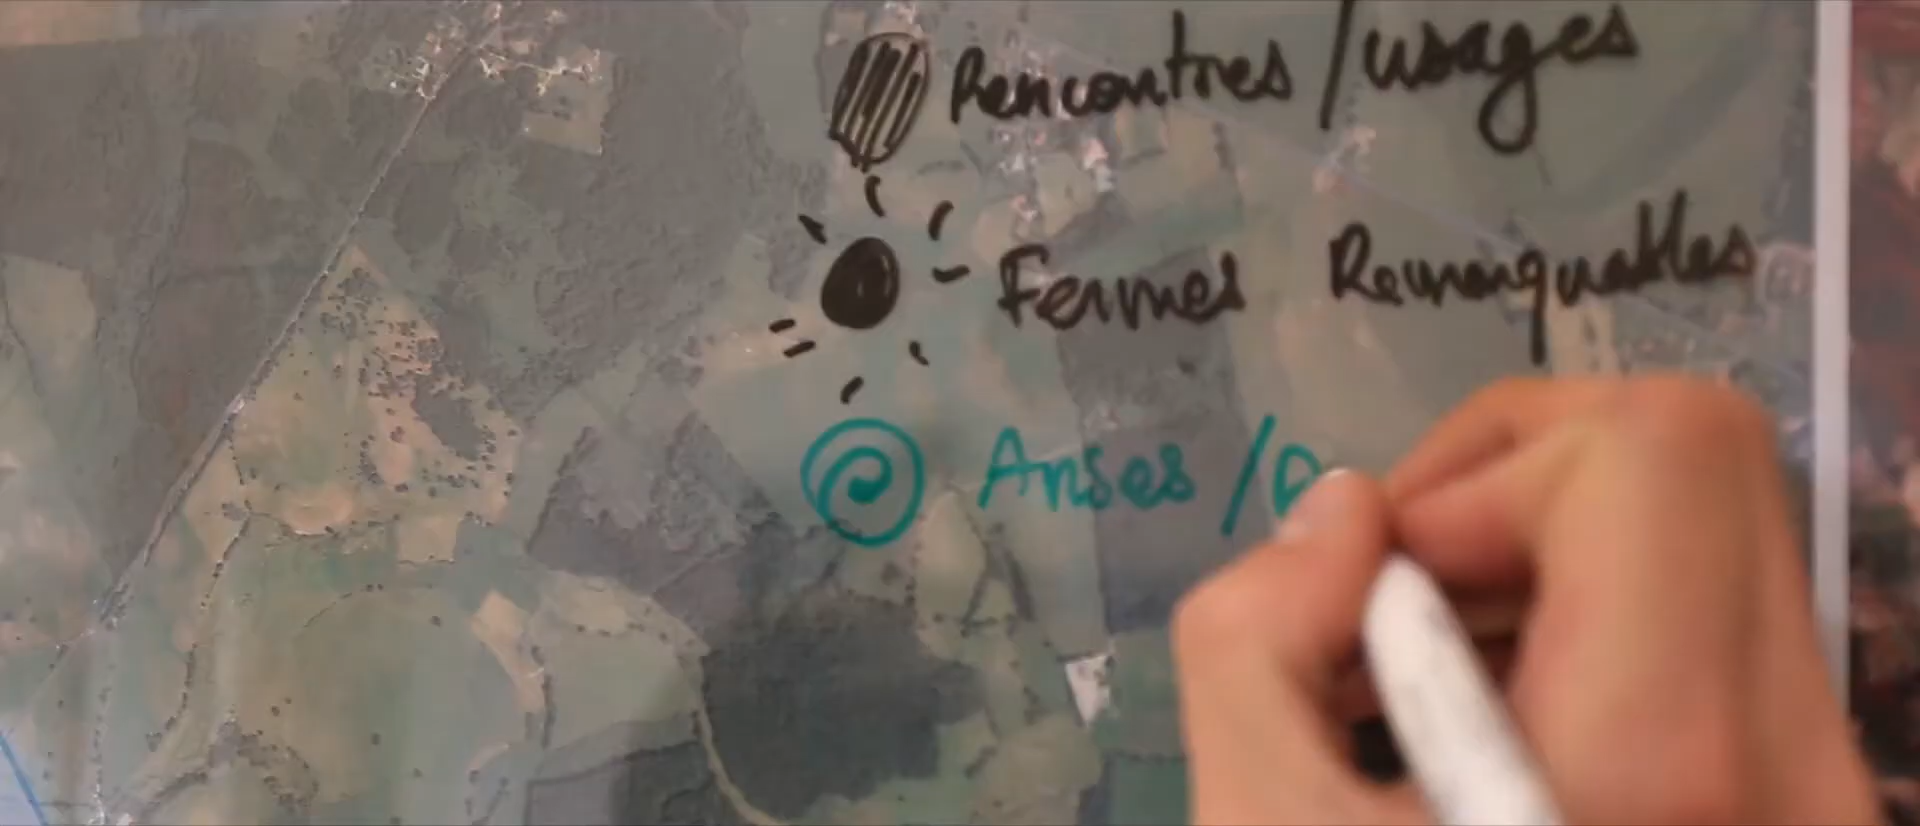 Rencontres / usages
Fermes Remarquables
Anses /